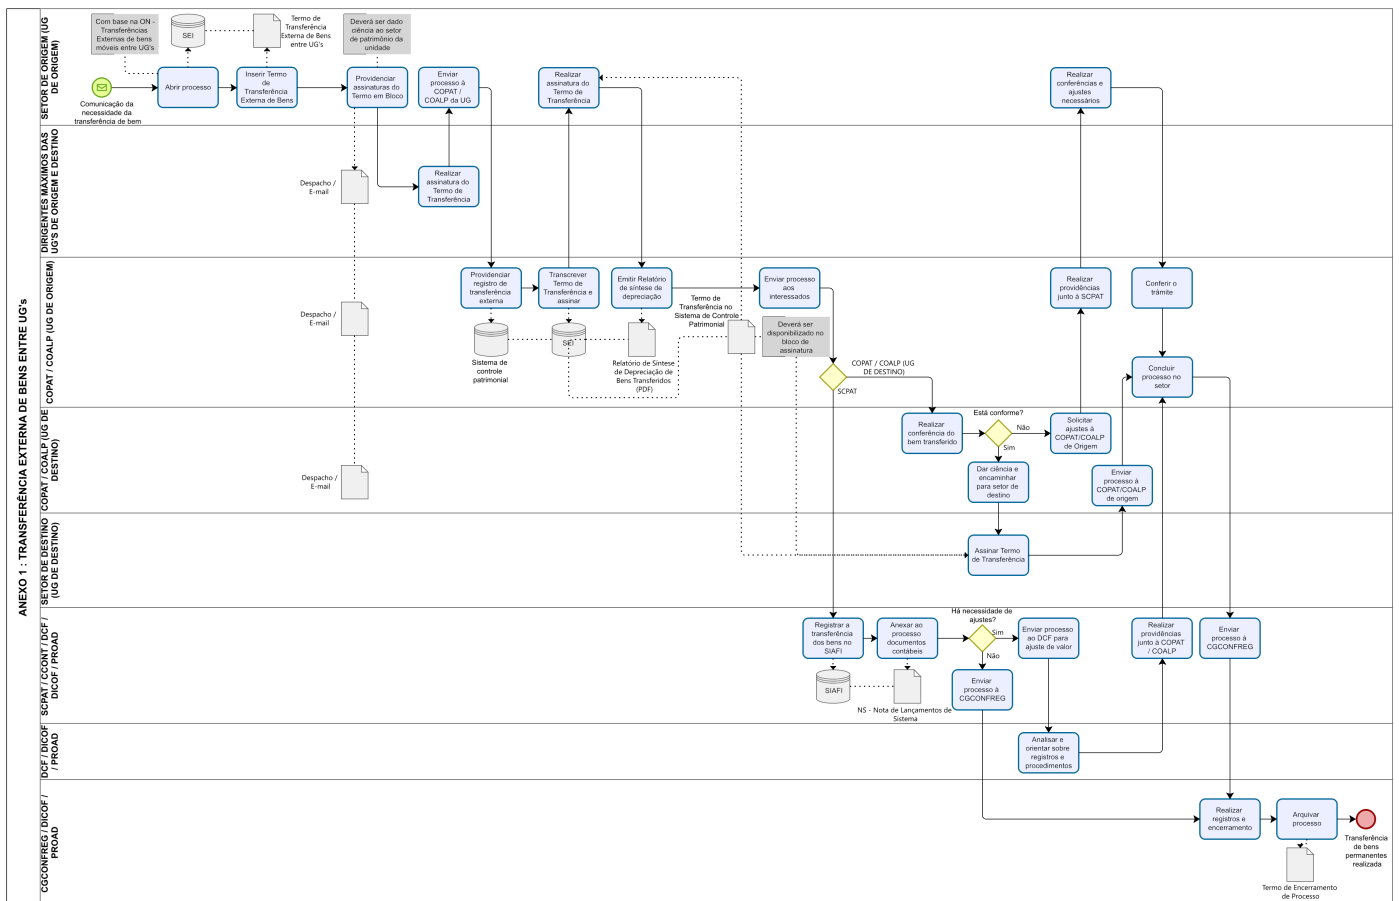 ANEXO 1 : TRANSFERÊNCIA EXTERNA DE BENS ENTRE UG's
SETOR DE ORIGEM (UG
DE ORIGEM)
Com base na ON -
Transferências
Externas de bens
móveis entre UG's
SEI
Termo de
Transferência
Externa de Bens
entre UG's
Deverá ser dado
ciência ao setor
de patrimônio da
unidade
Comunicação da
necessidade da
transferência de bem
Abrir processo
Inserir Termo
de
Transferência
Externa de Bens
Providenciar
assinaturas do
Termo em Bloco
Enviar
processo à
COPAT /
COALP da UG
Realizar
assinatura do
Termo de
Transferência
Realizar
conferências e
ajustes
necessários
DIRIGENTES MÁXIMOS DAS
UG'S DE ORIGEM E DESTINO
Despacho /
E-mail
Realizar
assinatura do
Termo de
Transferência
COPAT / COALP (UG DE ORIGEM)
Despacho /
E-mail
Providenciar
registro de
transferência
externa
Transcrever
Termo de
Transferência e
assinar
Emitir Relatório
de síntese de
depreciação
Enviar processo
aos
interessados
Realizar
providências
junto à SCPAT
Conferir o
trâmite
Sistema de
controle
patrimonial
SEI
Relatório de Síntese
de Depreciação de
Bens Transferidos
(PDF)
Termo de
Transferência no
Sistema de Controle
Patrimonial
Deverá ser
disponibilizado no
bloco de
assinatura
COPAT / COALP (UG
DE DESTINO)
SCPAT
Concluir
processo no
setor
COPAT / COALP (UG DE
DESTINO)
Despacho /
E-mail
Realizar
conferência do
bem transferido
Está conforme?
Não
Sim
Solicitar
ajustes à
COPAT/COALP
de Origem
Dar ciência e
encaminhar
para setor de
destino
Enviar
processo à
COPAT/COALP
de origem
SETOR DE DESTINO
(UG DE DESTINO)
Assinar Termo
de Transferência
SCPAT / CCONT / DCF /
DICOF / PROAD
Registrar a
transferência
dos bens no
SIAFI
Anexar ao
processo
documentos
contábeis
Há necessidade de
ajustes?
Sim
Não
Enviar processo
ao DCF para
ajuste de valor
Realizar
providências
junto à COPAT
/ COALP
Enviar
processo à
CGCONFREG
SIAFI
NS - Nota de Lançamentos de
Sistema
Enviar
processo à
CGCONFREG
DCF / DICOF
/ PROAD
Analisar e
orientar sobre
registros e
procedimentos
CGCONFREG / DICOF /
PROAD
Realizar
registros e
encerramento
Arquivar
processo
Transferência
de bens
permanentes
realizada
Termo de Encerramento
de Processo